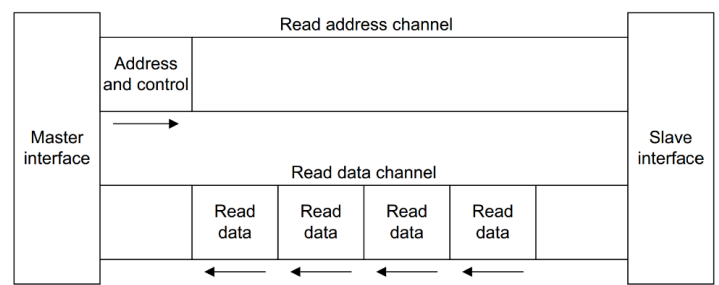 Read address channel
Address
and control
Master
interface
Slave
interface
Read data channel
Read
data
Read
data
Read
data
Read
data